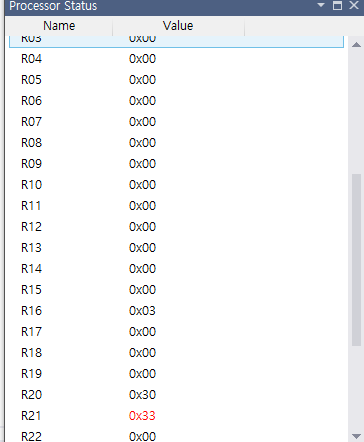 Processor Status
Name Value
R03 0x00
R04 0x00
R05 0x00
R06 0x00
R07 0x00
R08 0x00
R09 0x00
R10 0x00
R11 0x00
R12 0x00
R13 0x00
R14 0x00
R15 0x00
R16 0x03
R17 0x00
R18 0x00
R19 0x00
R20 0x30
R21 0x33
R22 0x00